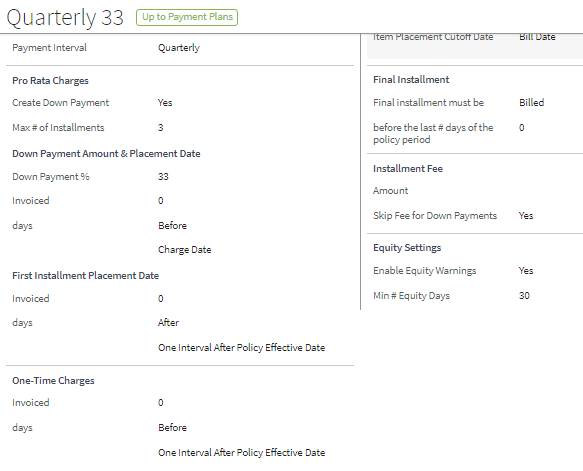 Quarterly 33 Up to Payment Plans
Payment Interval Quarterly
Pro Rata Charges
Create Down Payment Yes
Max # of Installments 3
Down Payment Amount & Placement Date
Down Payment % 33
Invoiced 0
days Before
Charge Date
First Installment Placement Date
Invoiced 0
days After
One Interval After Policy Effective Date
One-Time Charges
Invoiced 0
days Before
One Interval After Policy Effective Date
Item Placement Cutoff Date Bill Date
Final Installment
Final installment must be Billed
before the last # days of the 0
policy period
Installment Fee
Amount
Skip Fee for Down Payments Yes
Equity Settings
Enable Equity Warnings Yes
Min # Equity Days 30